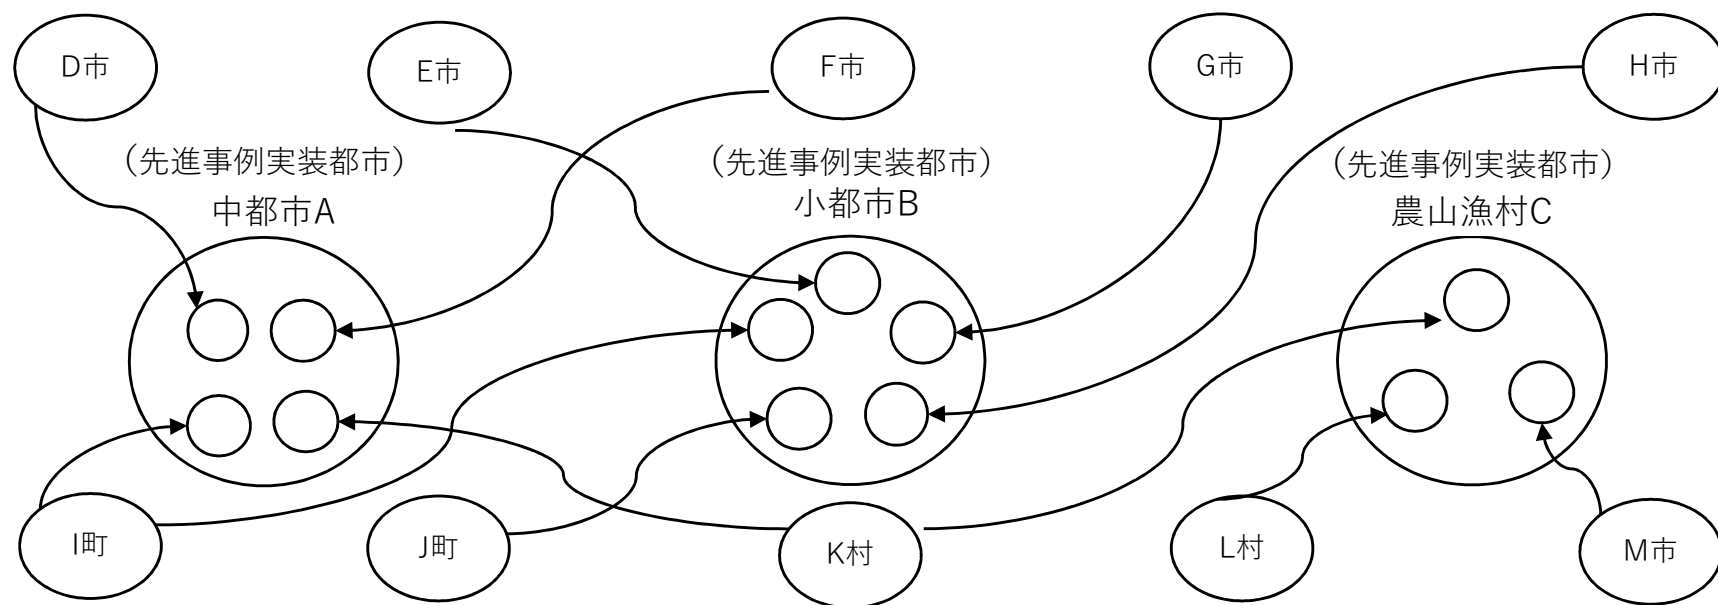 D市
E市
F市
G市
H市
（先進事例実装都市）
中都市A
（先進事例実装都市）
小都市B
（先進事例実装都市）
農山漁村C
I町
J町
K村
L村
M市